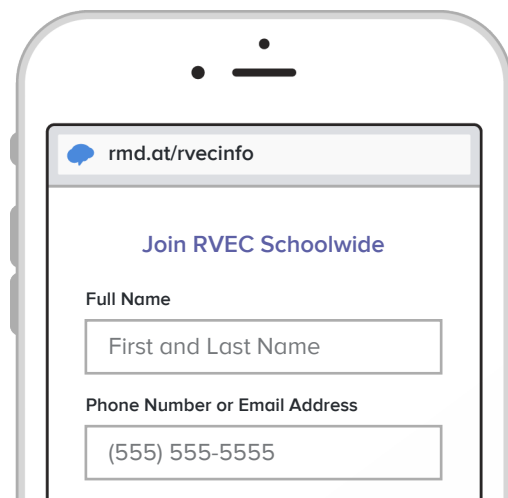 rmd.at/rvecinfo
Join RVEC Schoolwide
Full Name
First and Last Name
Phone Number or Email Address
(555) 555-5555